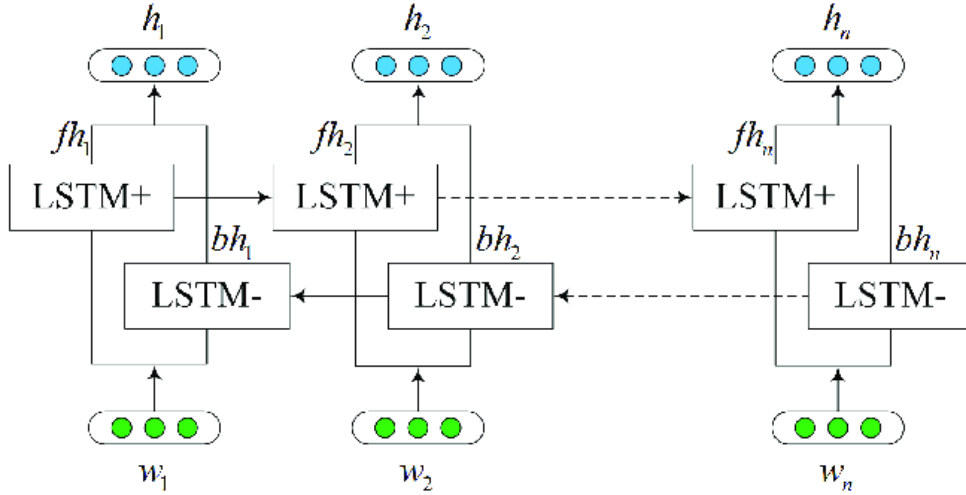 h₁ h₂ hₙ
fh₁ fh₂ fhₙ
LSTM+ LSTM+ LSTM+
bh₁ bh₂ bhₙ
LSTM- LSTM- LSTM-
w₁ w₂ wₙ